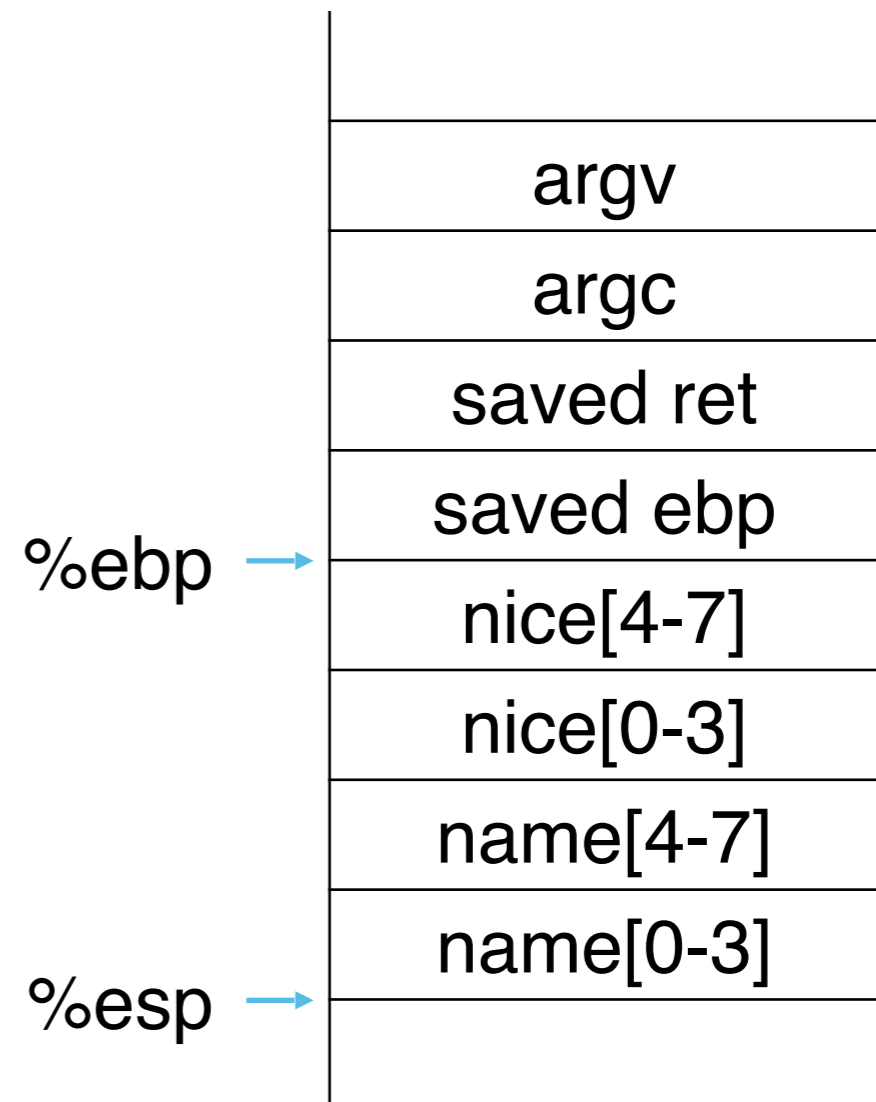 argv
argc
saved ret
saved ebp
%ebp
nice[4-7]
nice[0-3]
name[4-7]
name[0-3]
%esp